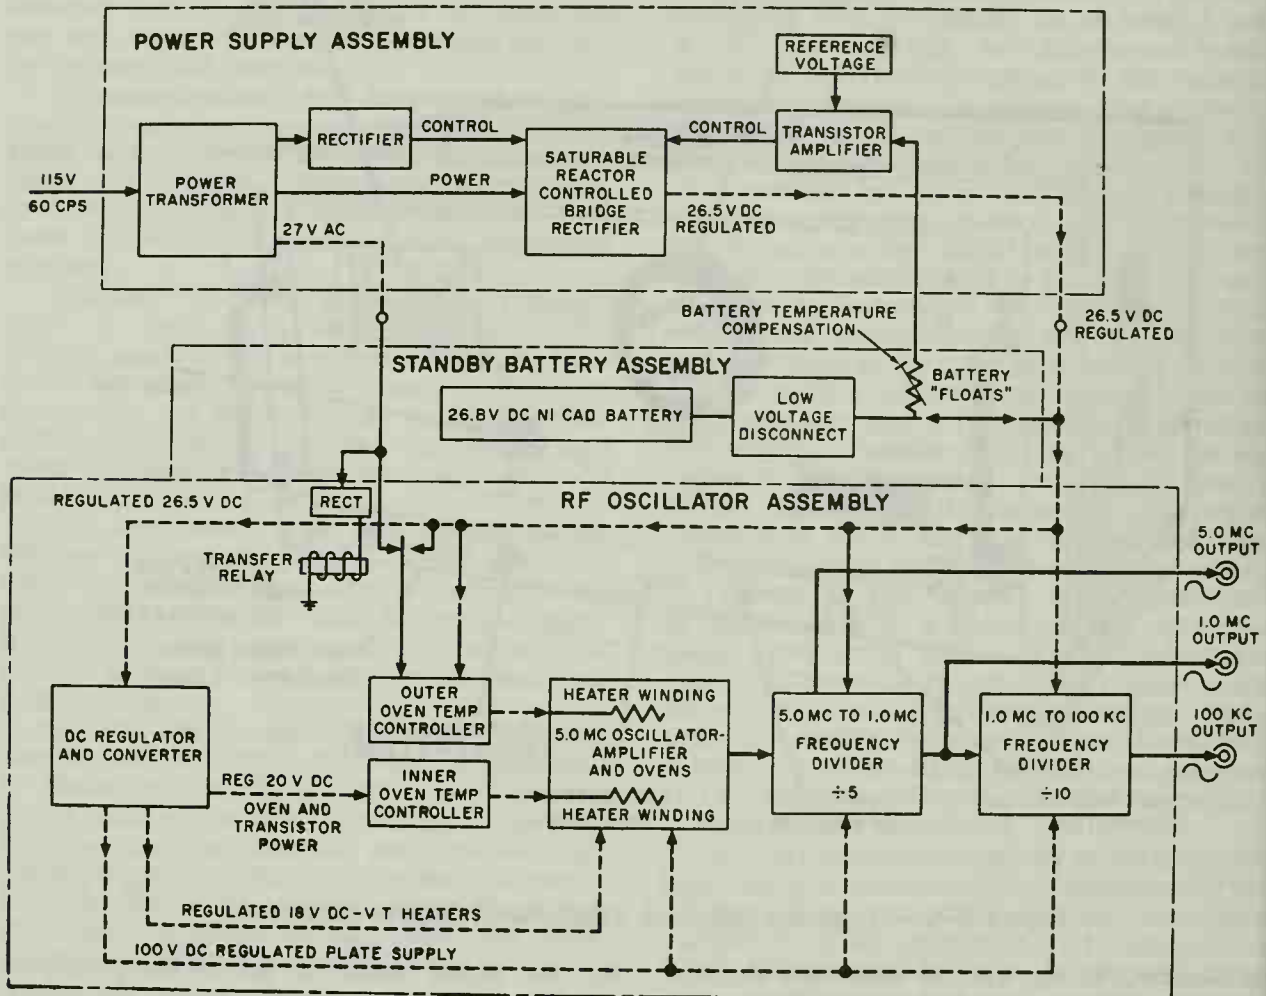 POWER SUPPLY ASSEMBLY
REFERENCE
VOLTAGE
RECTIFIER
CONTROL
CONTROL
TRANSISTOR
AMPLIFIER
115V
60 CPS
POWER
TRANSFORMER
POWER
SATURABLE
REACTOR
CONTROLLED
BRIDGE
RECTIFIER
26.5 V DC
REGULATED
27 V AC
BATTERY TEMPERATURE
COMPENSATION
26.5 V DC
REGULATED
STANDBY BATTERY ASSEMBLY
BATTERY
"FLOATS"
26.8V DC NI CAD BATTERY
LOW
VOLTAGE
DISCONNECT
REGULATED 26.5 V DC
RECT
RF OSCILLATOR ASSEMBLY
TRANSFER
RELAY
5.0 MC
OUTPUT
1.0 MC
OUTPUT
100 KC
OUTPUT
DC REGULATOR
AND CONVERTER
OUTER
OVEN TEMP
CONTROLLER
HEATER WINDING
5.0 MC OSCILLATOR-
AMPLIFIER
AND OVENS
HEATER WINDING
5.0 MC TO 1.0 MC
FREQUENCY
DIVIDER
÷5
1.0 MC TO 100 KC
FREQUENCY
DIVIDER
÷10
REG 20 V DC
OVEN AND
TRANSISTOR
POWER
INNER
OVEN TEMP
CONTROLLER
REGULATED 18 V DC-V T HEATERS
100 V DC REGULATED PLATE SUPPLY